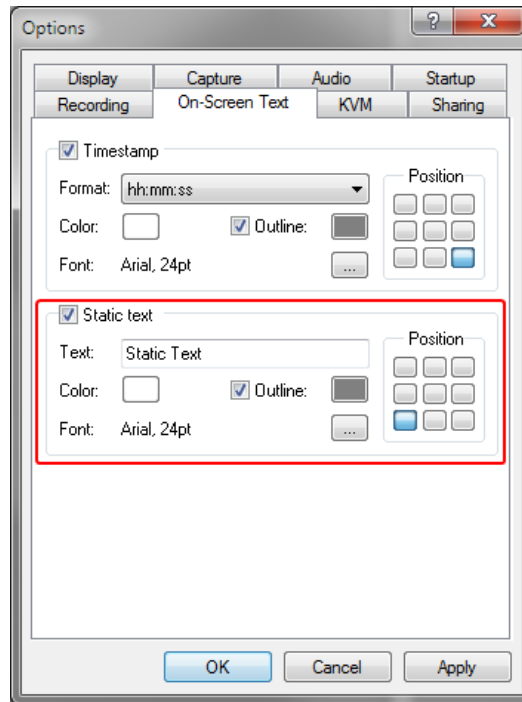 Options
?
X
Display Capture Audio Startup
Recording On-Screen Text KVM Sharing
Timestamp
Position
Format: hh:mm:ss
Color: Outline:
Font: Arial, 24pt ...
Static text
Position
Text: Static Text
Color: Outline:
Font: Arial, 24pt ...
OK Cancel Apply